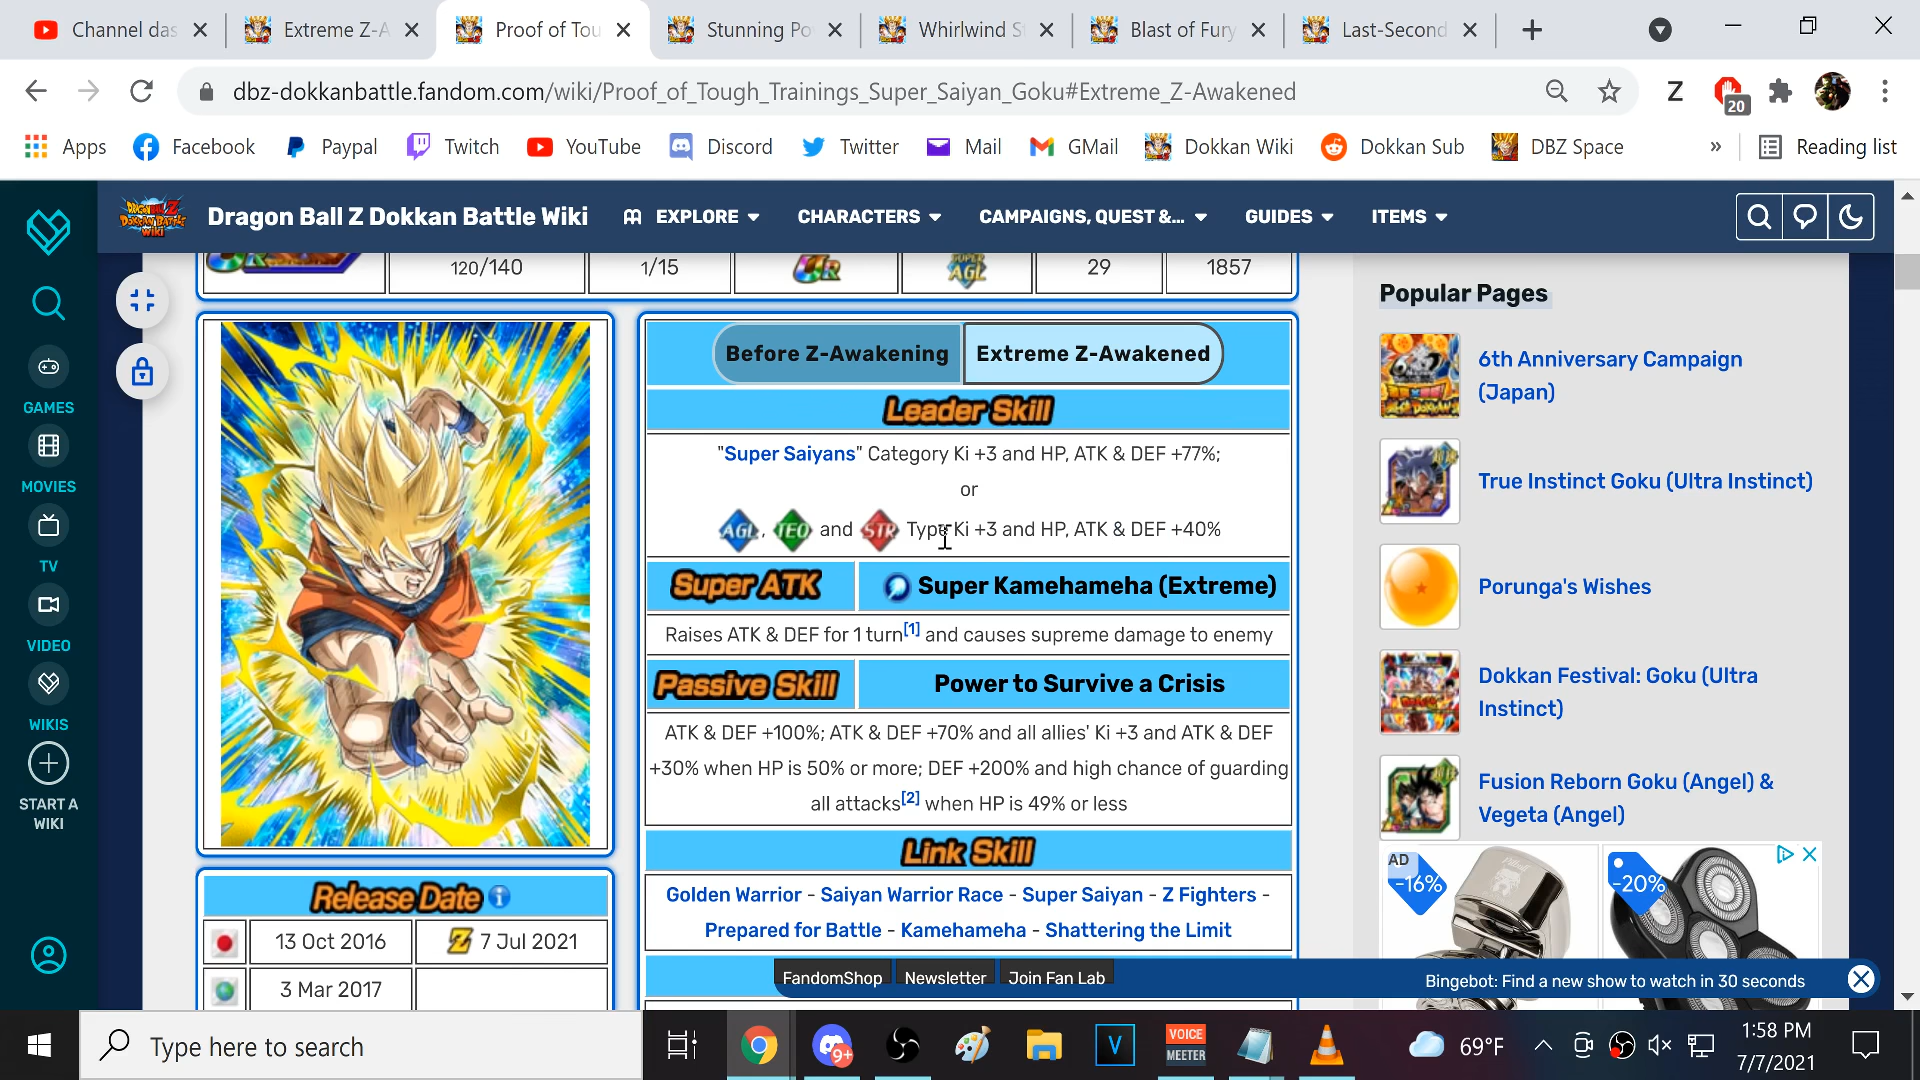 Channel das
Extreme Z-A
Proof of Tou
Stunning Po
Whirlwind S
Blast of Fury
Last-Second
dbz-dokkanbattle.fandom.com/wiki/Proof_of_Tough_Trainings_Super_Saiyan_Goku#Extreme_Z-Awakened
Z
20
Apps
Facebook
Paypal
Twitch
YouTube
Discord
Twitter
Mail
GMail
Dokkan Wiki
Dokkan Sub
DBZ Space
»
Reading list
Dragon Ball Z Dokkan Battle Wiki
EXPLORE
CHARACTERS
CAMPAIGNS, QUEST &...
GUIDES
ITEMS
GAMES
MOVIES
TV
VIDEO
WIKIS
START A
WIKI
120/140
1/15
UR
SUPER AGL
29
1857
Before Z-Awakening
Extreme Z-Awakened
Leader Skill
"Super Saiyans" Category Ki +3 and HP, ATK & DEF +77%;
or
AGL, TEQ and STR Type Ki +3 and HP, ATK & DEF +40%
Super ATK
Super Kamehameha (Extreme)
Raises ATK & DEF for 1 turn[1] and causes supreme damage to enemy
Passive Skill
Power to Survive a Crisis
ATK & DEF +100%; ATK & DEF +70% and all allies' Ki +3 and ATK & DEF
+30% when HP is 50% or more; DEF +200% and high chance of guarding
all attacks[2] when HP is 49% or less
Link Skill
Golden Warrior - Saiyan Warrior Race - Super Saiyan - Z Fighters -
Prepared for Battle - Kamehameha - Shattering the Limit
Release Date
13 Oct 2016
Z 7 Jul 2021
3 Mar 2017
Popular Pages
6th Anniversary Campaign
(Japan)
True Instinct Goku (Ultra Instinct)
Porunga's Wishes
Dokkan Festival: Goku (Ultra
Instinct)
Fusion Reborn Goku (Angel) &
Vegeta (Angel)
AD
-16%
-20%
FandomShop
Newsletter
Join Fan Lab
Bingebot: Find a new show to watch in 30 seconds
Type here to search
9+
V
VOICE
MEETER
69°F
1:58 PM
7/7/2021